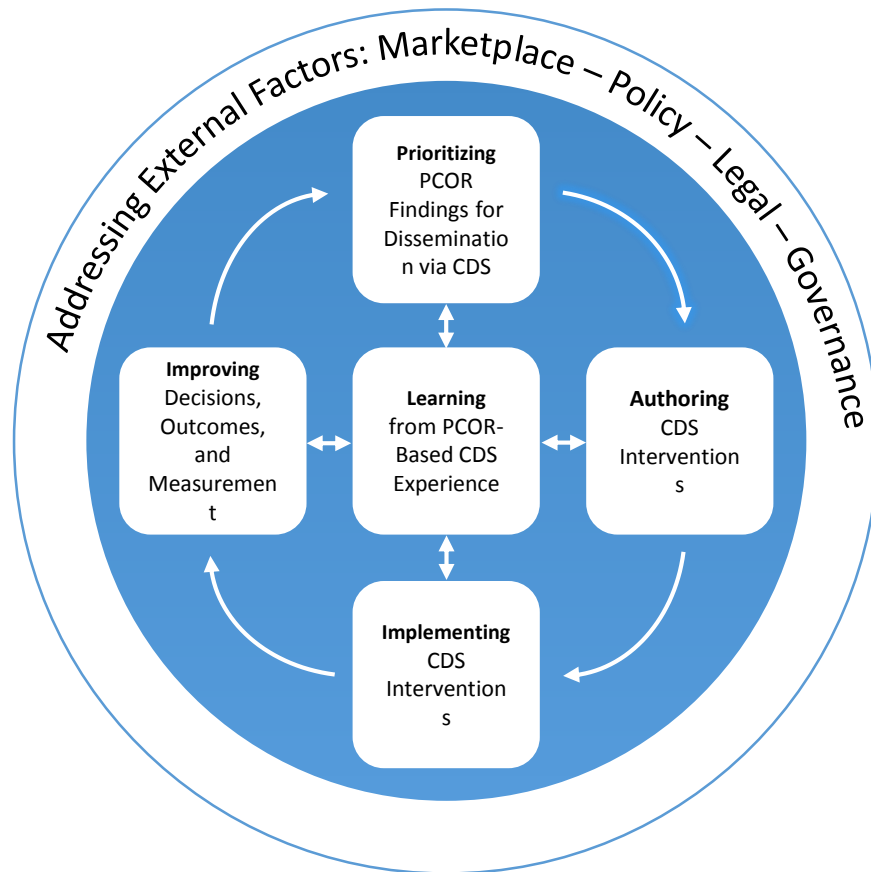 Addressing External Factors: Marketplace – Policy – Legal – Governance
Prioritizing
PCOR
Findings for
Disseminatio
n via CDS
Improving
Decisions,
Outcomes,
and
Measuremen
t
Learning
from PCOR-
Based CDS
Experience
Authoring
CDS
Intervention
s
Implementing
CDS
Intervention
s